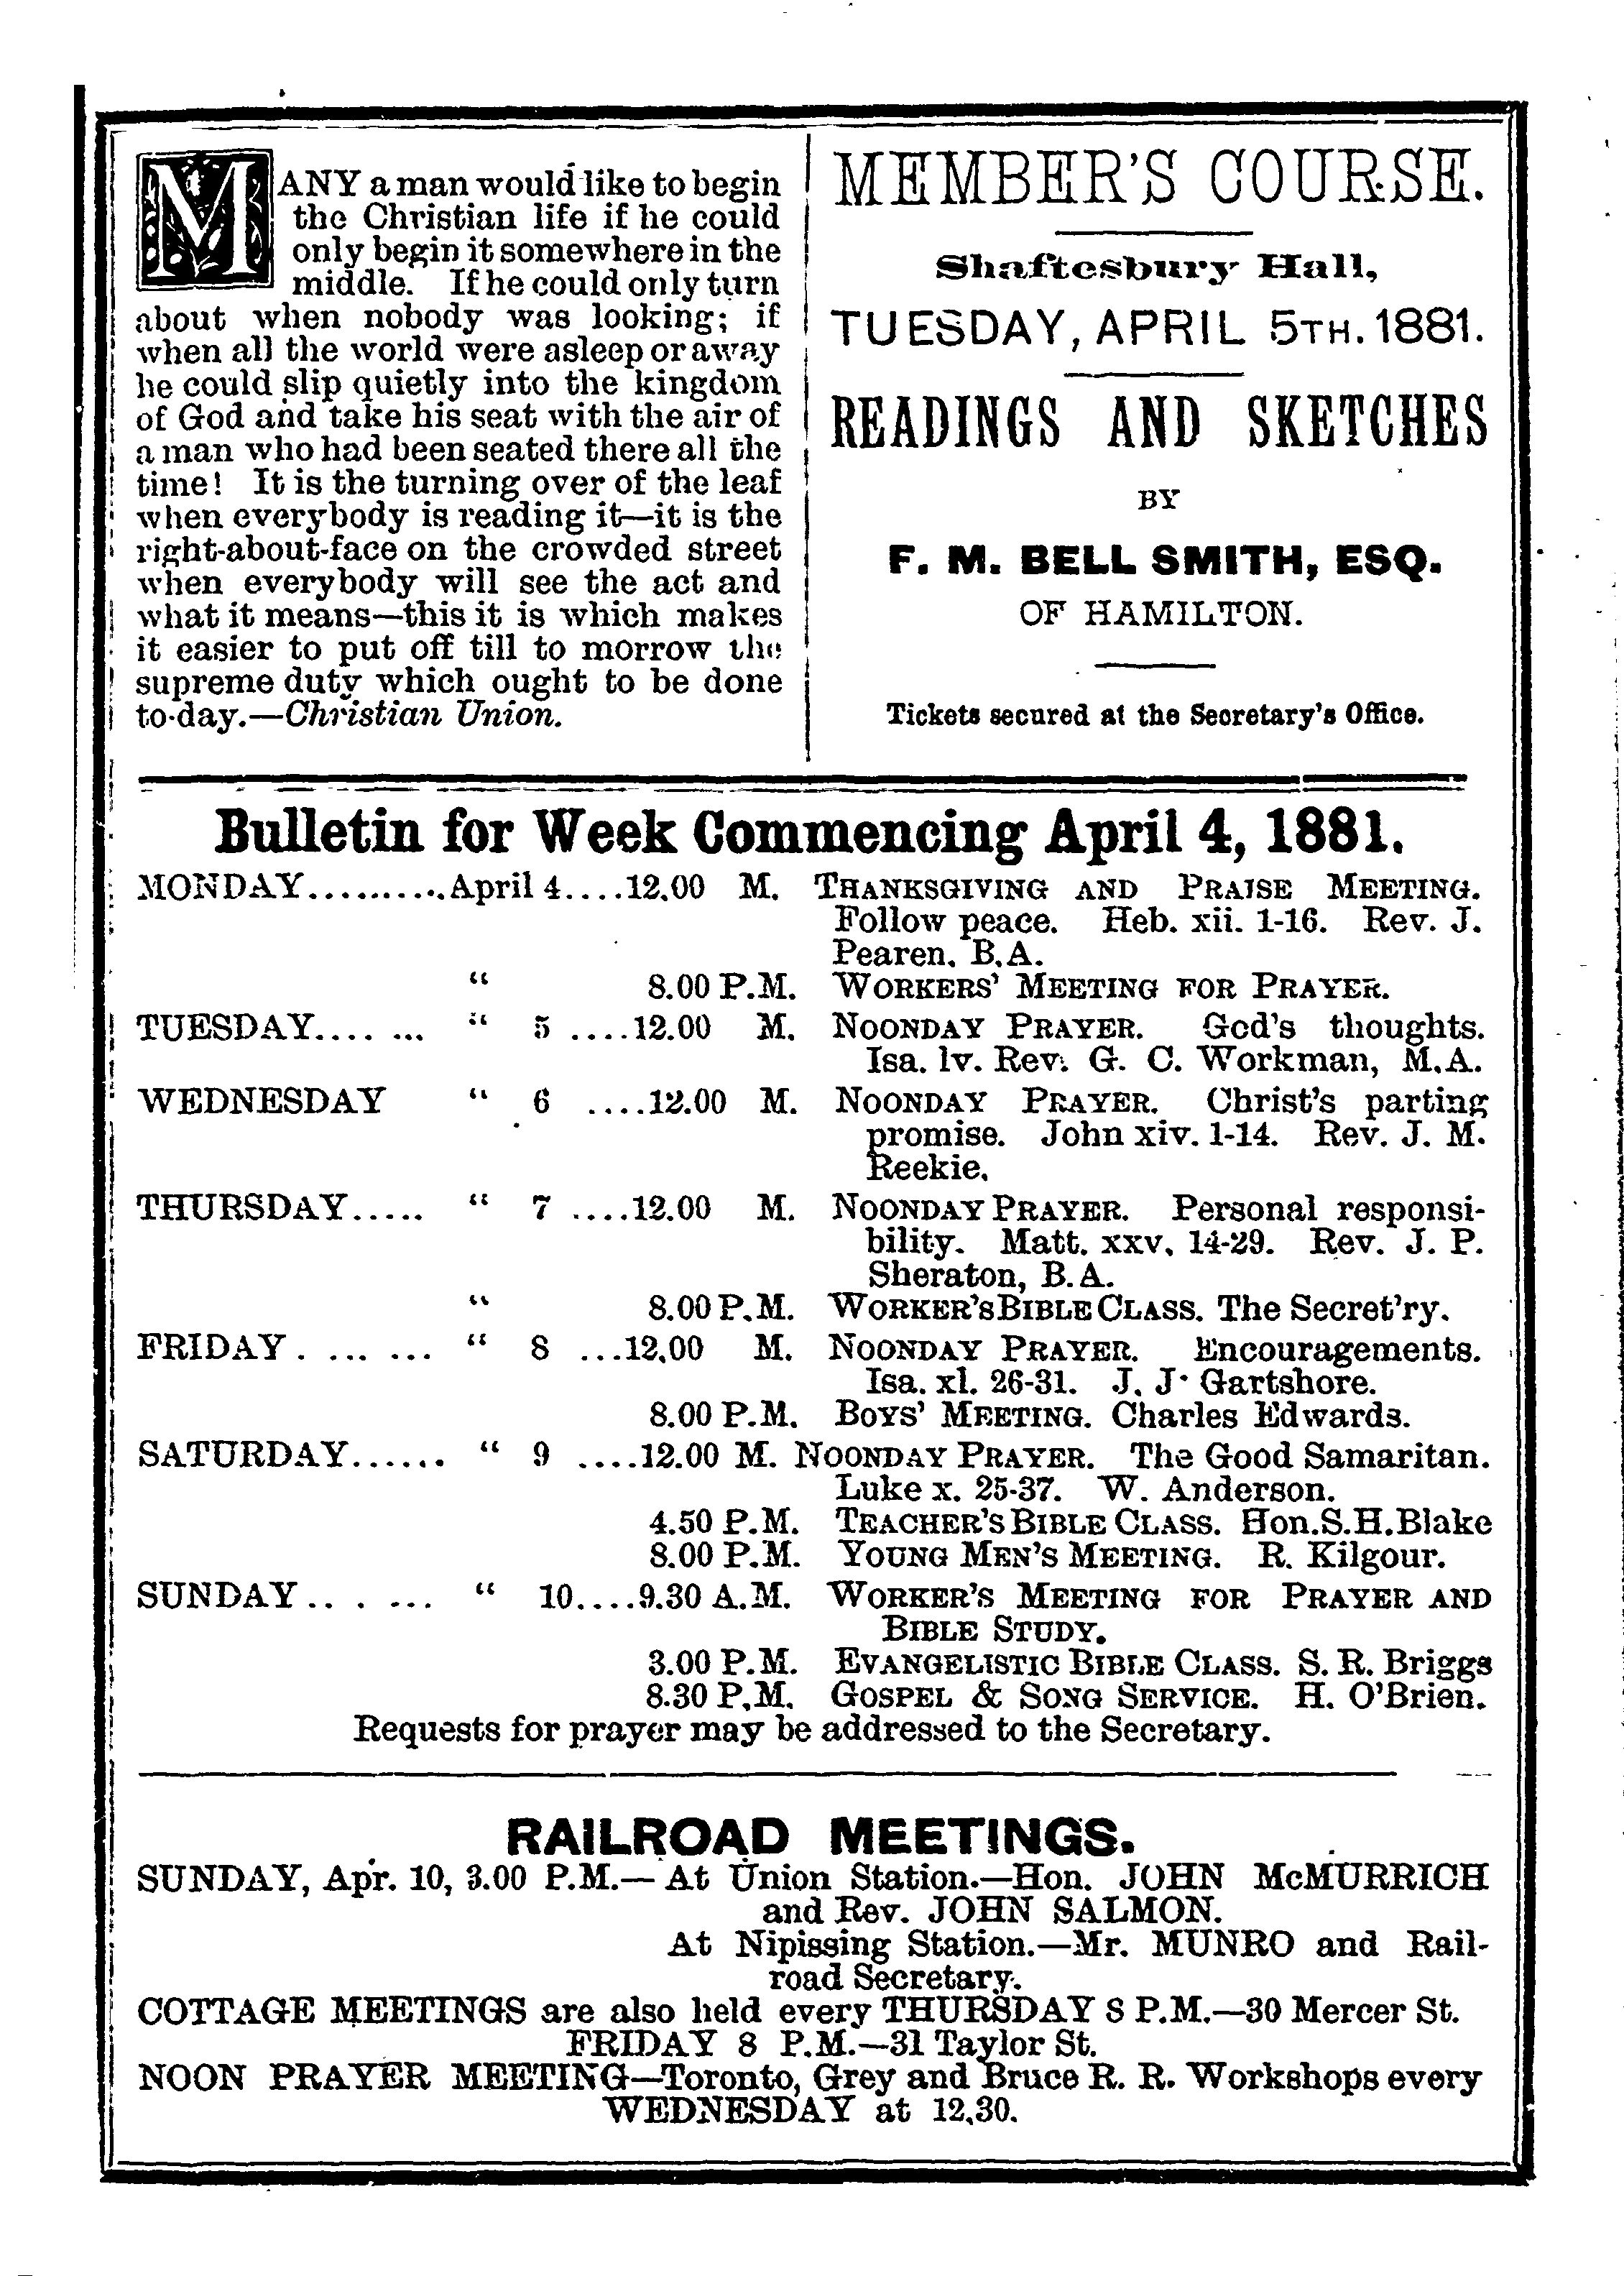 MANY a man would like to begin
the Christian life if he could
only begin it somewhere in the
middle. If he could only turn
about when nobody was looking; if
when all the world were asleep or away
he could slip quietly into the kingdom
of God and take his seat with the air of
a man who had been seated there all the
time! It is the turning over of the leaf
when everybody is reading it—it is the
right-about-face on the crowded street
when everybody will see the act and
what it means—this it is which makes
it easier to put off till to morrow the
supreme duty which ought to be done
to-day.—Christian Union.
MEMBER'S COURSE.
Shaftesbury Hall,
TUESDAY, APRIL 5TH. 1881.
READINGS AND SKETCHES
BY
F. M. BELL SMITH, ESQ.
OF HAMILTON.
Tickets secured at the Secretary's Office.
Bulletin for Week Commencing April 4, 1881.
MONDAY..........April 4....12.00 M. THANKSGIVING AND PRAISE MEETING.
Follow peace. Heb. xii. 1-16. Rev. J.
Pearen. B.A.
“ 8.00 P.M. WORKERS' MEETING FOR PRAYER.
TUESDAY.... ... “ 5 ....12.00 M. NOONDAY PRAYER. God's thoughts.
Isa. lv. Rev. G. C. Workman, M.A.
WEDNESDAY “ 6 ....12.00 M. NOONDAY PRAYER. Christ's parting
promise. John xiv. 1-14. Rev. J. M.
Reekie.
THURSDAY..... “ 7 ....12.00 M. NOONDAY PRAYER. Personal responsi-
bility. Matt. xxv. 14-29. Rev. J. P.
Sheraton, B.A.
“ 8.00 P.M. WORKER'S BIBLE CLASS. The Secret'ry.
FRIDAY . ... ... “ 8 ...12.00 M. NOONDAY PRAYER. Encouragements.
Isa. xl. 26-31. J. J. Gartshore.
8.00 P.M. BOYS' MEETING. Charles Edwards.
SATURDAY...... “ 9 ....12.00 M. NOONDAY PRAYER. The Good Samaritan.
Luke x. 25-37. W. Anderson.
4.50 P.M. TEACHER'S BIBLE CLASS. Hon.S.H.Blake
8.00 P.M. YOUNG MEN'S MEETING. R. Kilgour.
SUNDAY .. . ... “ 10....9.30 A.M. WORKER'S MEETING FOR PRAYER AND
BIBLE STUDY.
3.00 P.M. EVANGELISTIC BIBLE CLASS. S. R. Briggs
8.30 P.M. GOSPEL & SONG SERVICE. H. O'Brien.
Requests for prayer may be addressed to the Secretary.
RAILROAD MEETINGS.
SUNDAY, Apr. 10, 3.00 P.M.—At Union Station.—Hon. JOHN McMURRICH
and Rev. JOHN SALMON.
At Nipissing Station.—Mr. MUNRO and Rail-
road Secretary.
COTTAGE MEETINGS are also held every THURSDAY 8 P.M.—30 Mercer St.
FRIDAY 8 P.M.—31 Taylor St.
NOON PRAYER MEETING—Toronto, Grey and Bruce R. R. Workshops every
WEDNESDAY at 12.30.